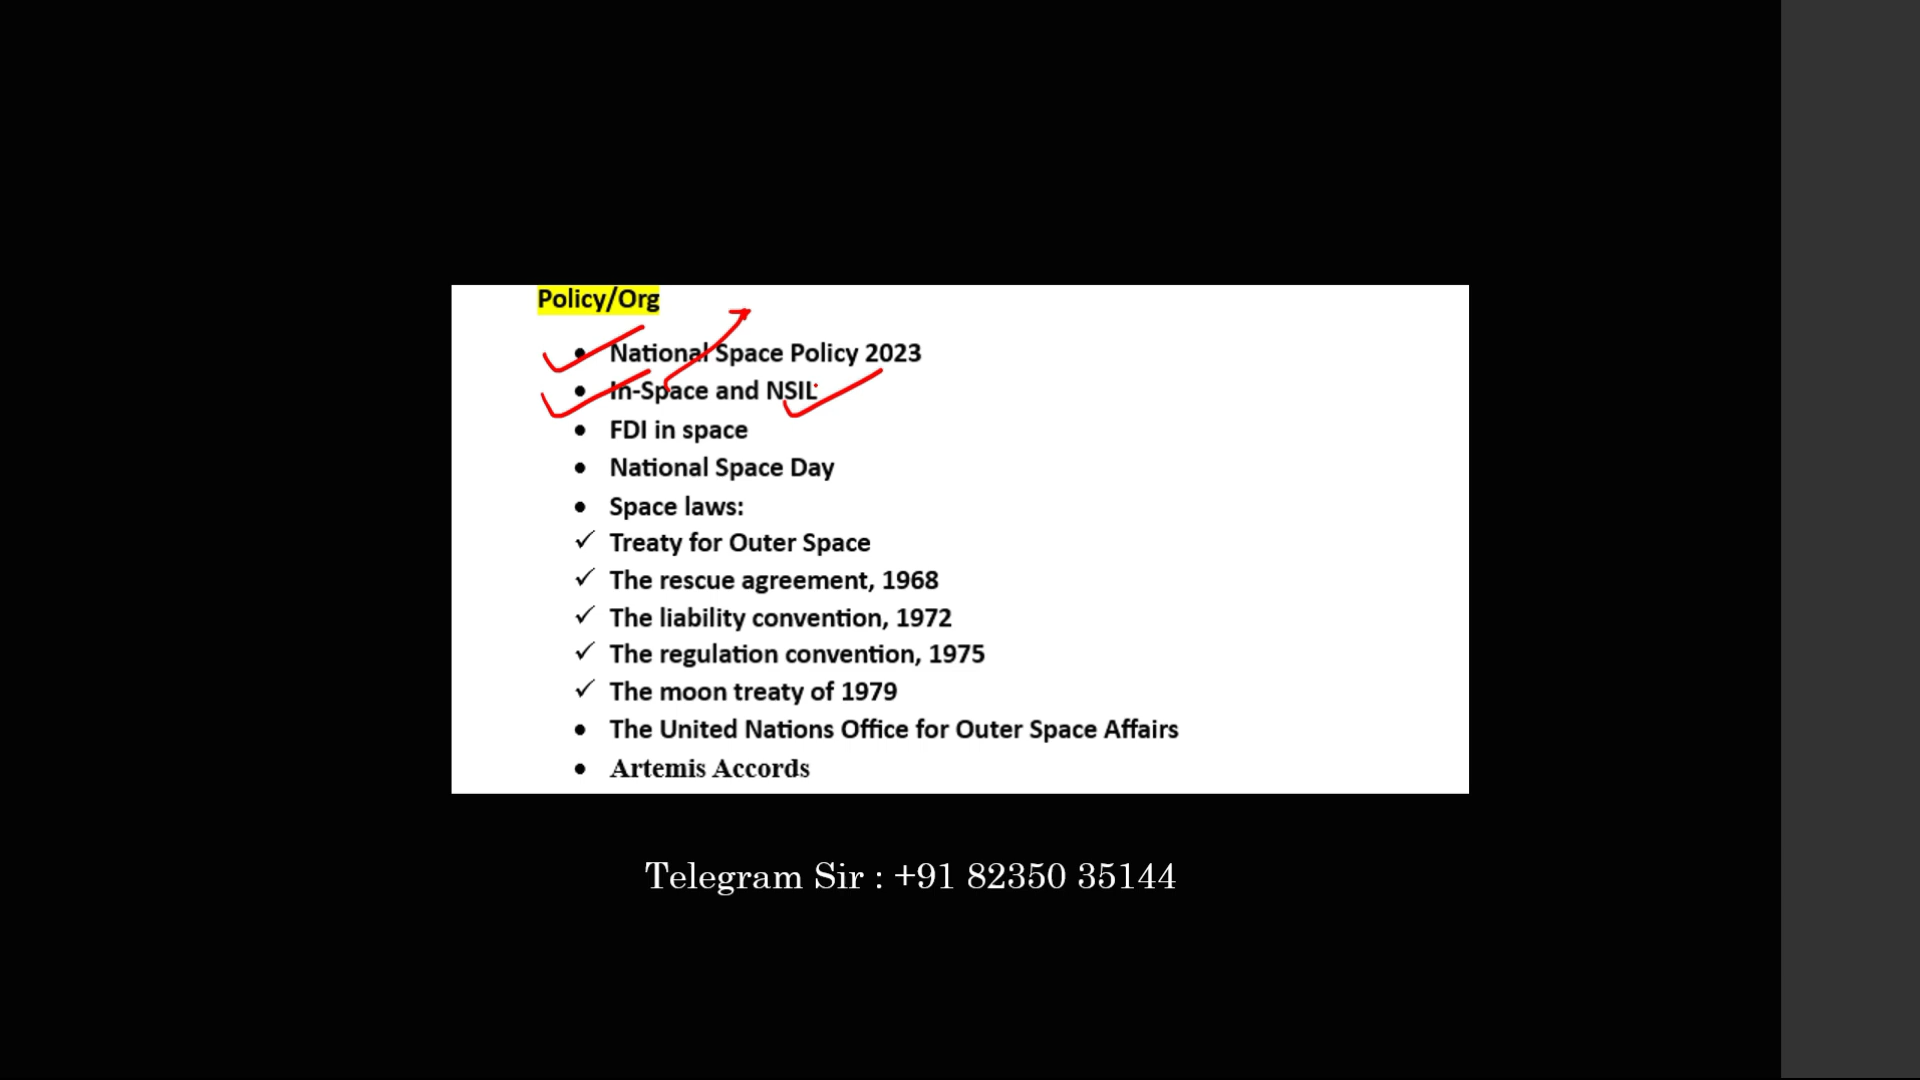 Policy/Org
• National Space Policy 2023
• In-Space and NSIL
• FDI in space
• National Space Day
• Space laws:
✓ Treaty for Outer Space
✓ The rescue agreement, 1968
✓ The liability convention, 1972
✓ The regulation convention, 1975
✓ The moon treaty of 1979
• The United Nations Office for Outer Space Affairs
• Artemis Accords
Telegram Sir : +91 82350 35144